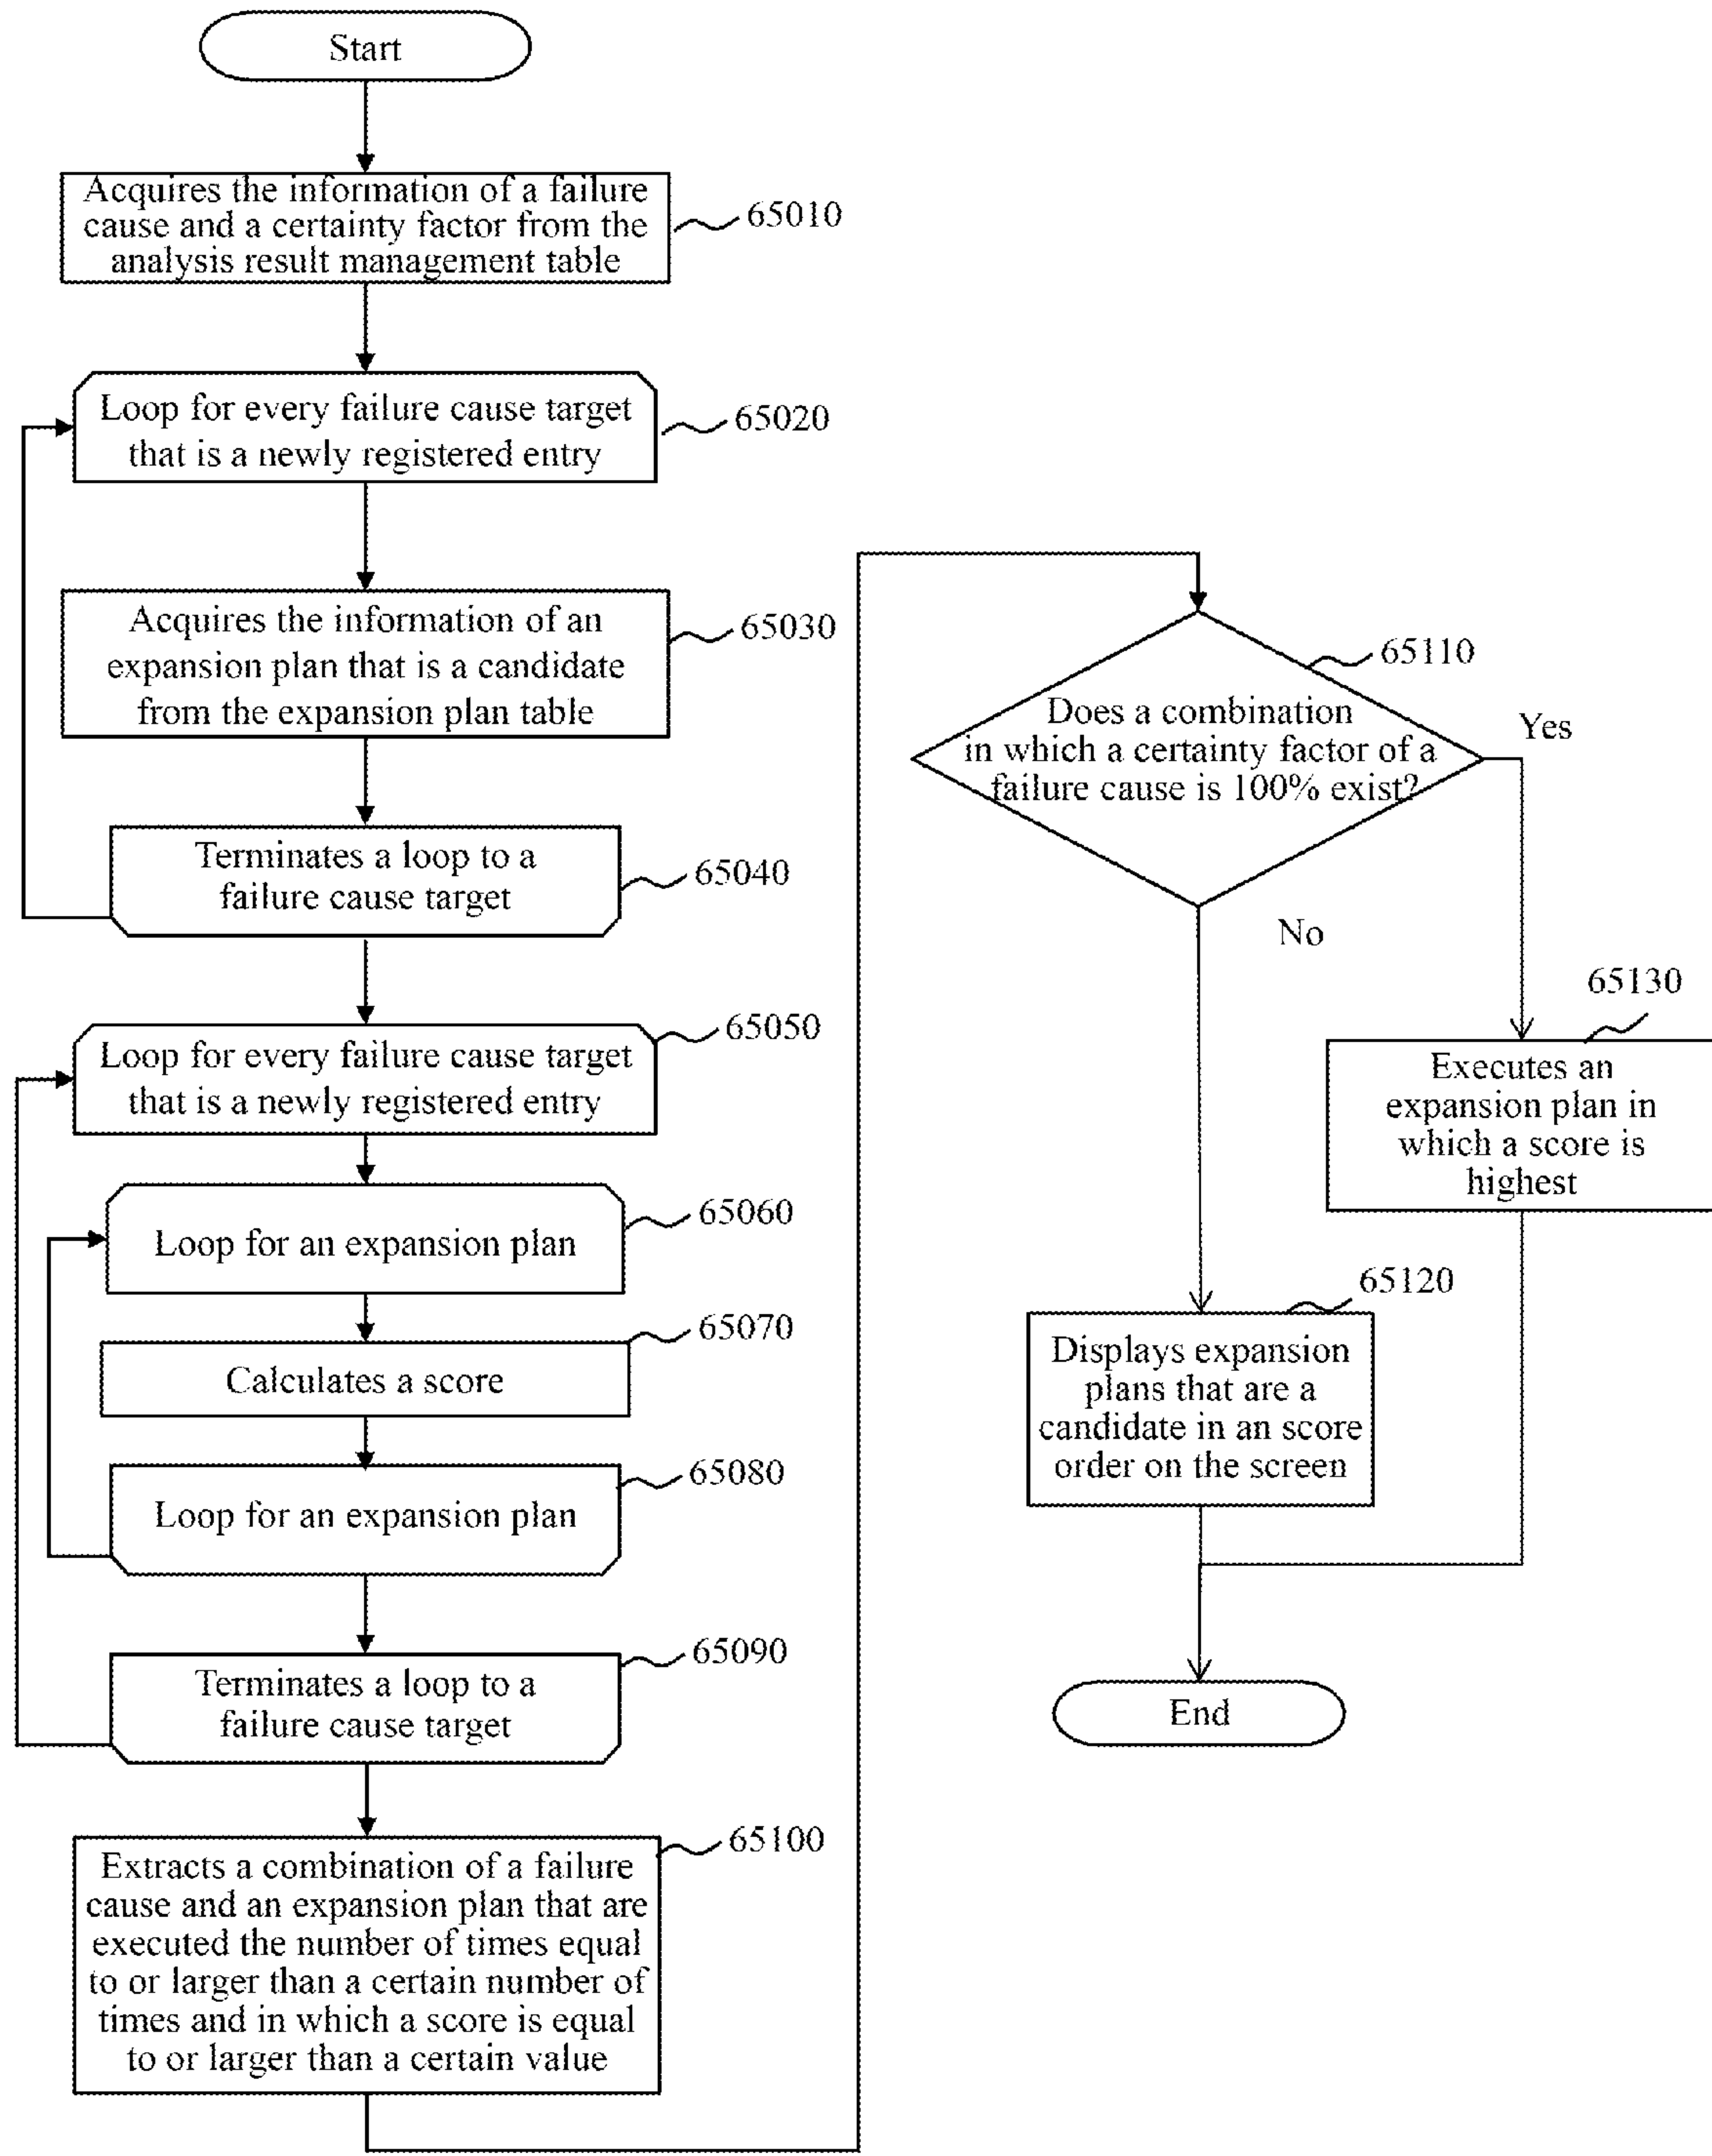 Start
Acquires the information of a failure
cause and a certainty factor from the
analysis result management table
65010
Loop for every failure cause target
that is a newly registered entry
65020
Acquires the information of an
expansion plan that is a candidate
from the expansion plan table
65030
Terminates a loop to a
failure cause target
65040
Loop for every failure cause target
that is a newly registered entry
65050
Loop for an expansion plan
65060
Calculates a score
65070
Loop for an expansion plan
65080
Terminates a loop to a
failure cause target
65090
Extracts a combination of a failure
cause and an expansion plan that are
executed the number of times equal
to or larger than a certain number of
times and in which a score is equal
to or larger than a certain value
65100
Does a combination
in which a certainty factor of a
failure cause is 100% exist?
65110
Yes
No
65130
Executes an
expansion plan in
which a score is
highest
65120
Displays expansion
plans that are a
candidate in an score
order on the screen
End